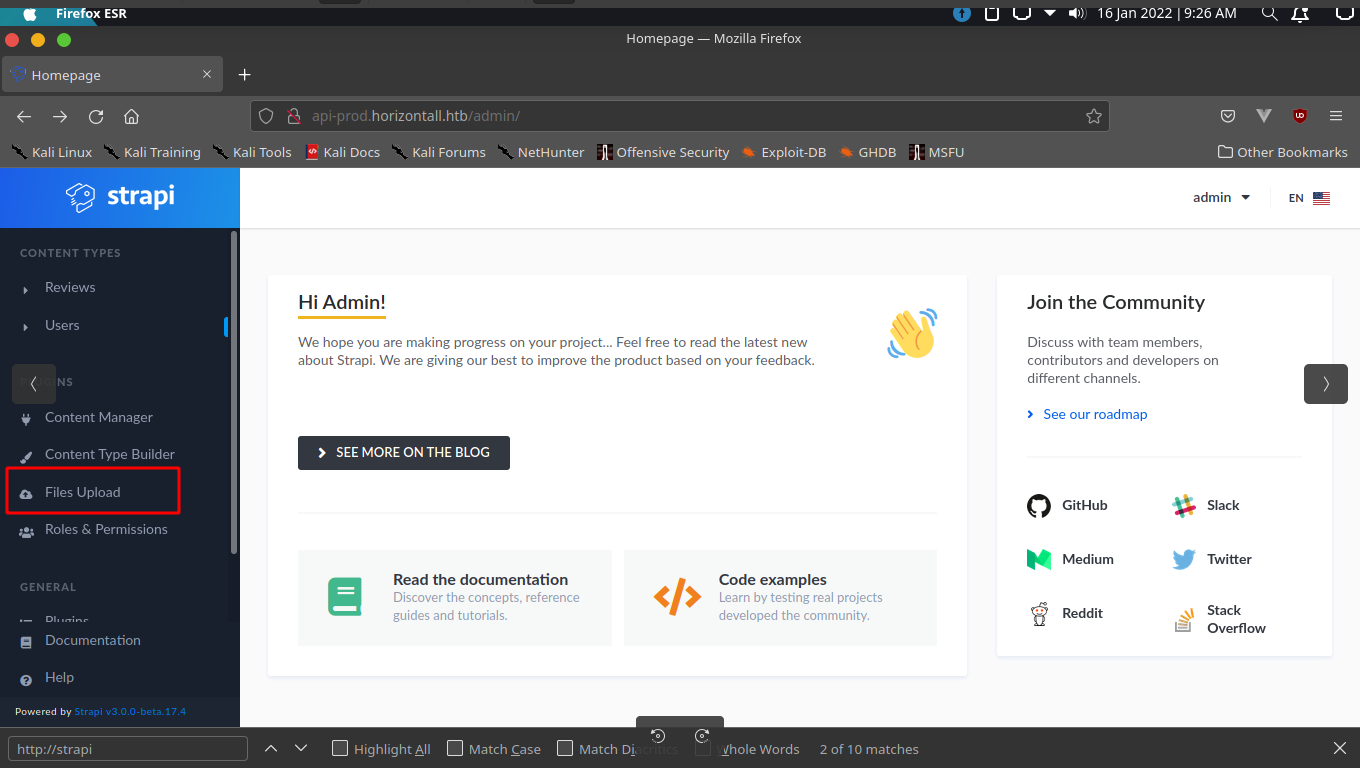 Firefox ESR
16 Jan 2022 | 9:26 AM
Homepage — Mozilla Firefox
Homepage
api-prod.horizontall.htb/admin/
Kali Linux
Kali Training
Kali Tools
Kali Docs
Kali Forums
NetHunter
Offensive Security
Exploit-DB
GHDB
MSFU
Other Bookmarks
strapi
admin
EN
CONTENT TYPES
Reviews
Users
Content Manager
Content Type Builder
Files Upload
Roles & Permissions
GENERAL
Plugins
Documentation
Help
Powered by Strapi v3.0.0-beta.17.4
Hi Admin!
We hope you are making progress on your project... Feel free to read the latest new
about Strapi. We are giving our best to improve the product based on your feedback.
SEE MORE ON THE BLOG
Read the documentation
Discover the concepts, reference
guides and tutorials.
Code examples
Learn by testing real projects
developed the community.
Join the Community
Discuss with team members,
contributors and developers on
different channels.
See our roadmap
GitHub
Slack
Medium
Twitter
Reddit
Stack
Overflow
http://strapi
Highlight All
Match Case
Match Diacritics
Whole Words
2 of 10 matches